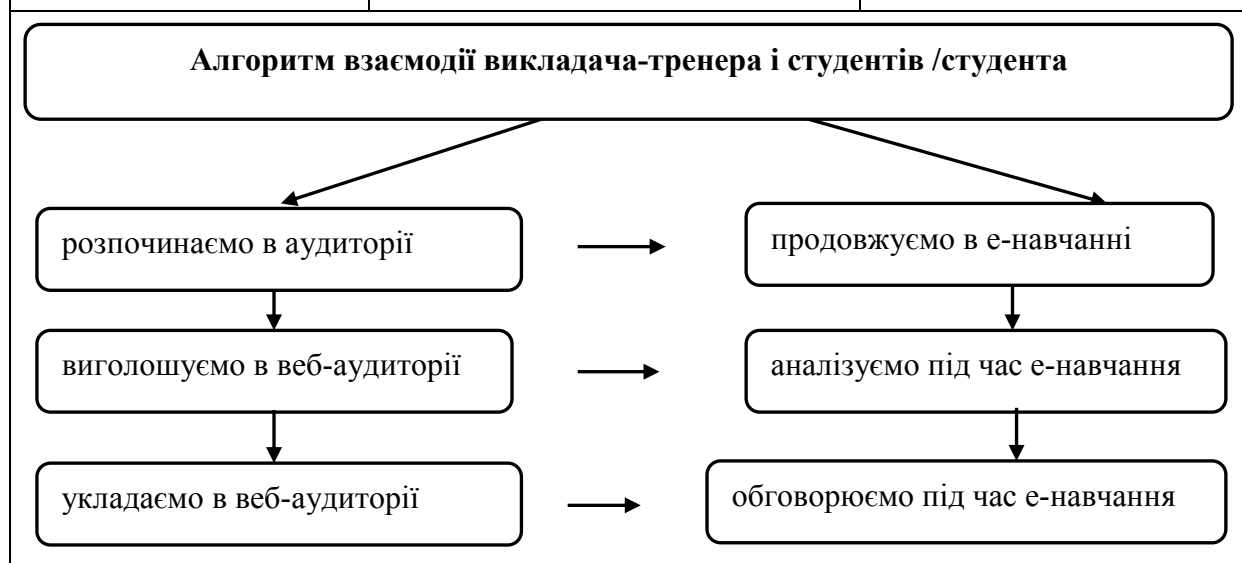 Алгоритм взаємодії викладача-тренера і студентів /студента
розпочинаємо в аудиторії
продовжуємо в е-навчанні
виголошуємо в веб-аудиторії
аналізуємо під час е-навчання
укладаємо в веб-аудиторії
обговорюємо під час е-навчання